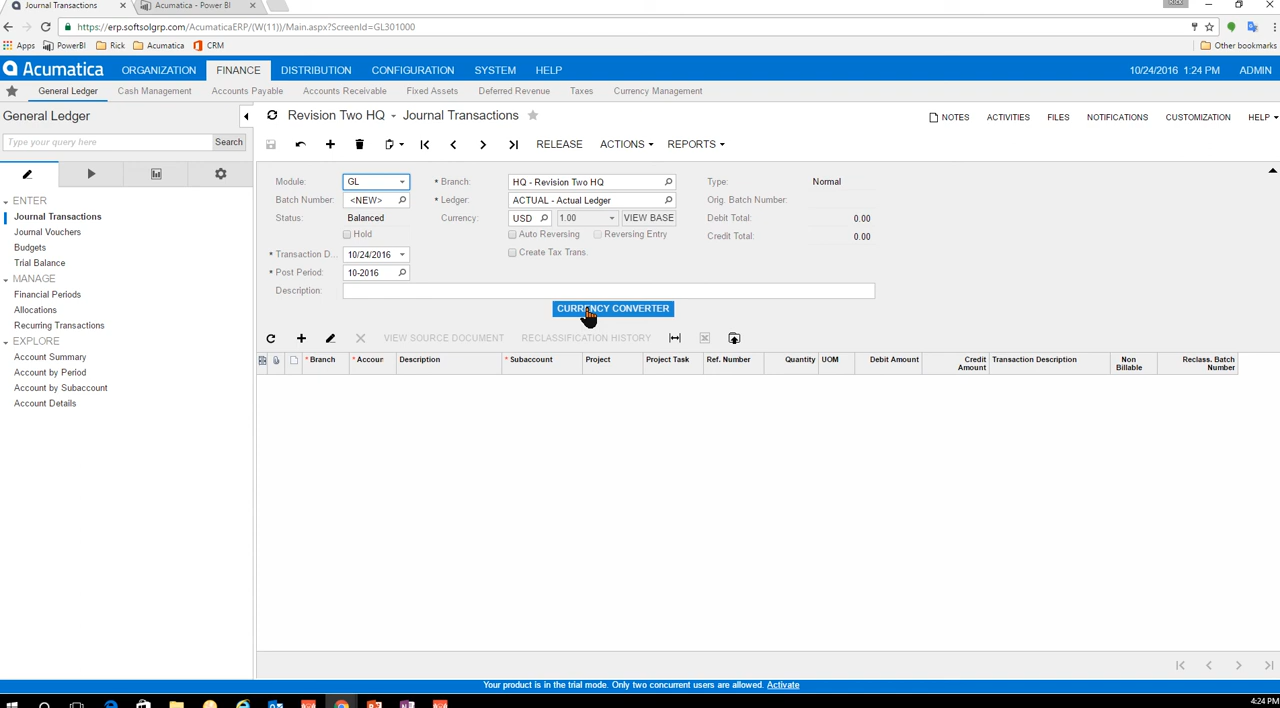 Journal Transactions
Acumatica - Power BI
Rick
https://erp.softsolgrp.com/AcumaticaERP/(W(11))/Main.aspx?ScreenId=GL301000
Apps PowerBI Rick Acumatica CRM Other bookmarks
Acumatica ORGANIZATION FINANCE DISTRIBUTION CONFIGURATION SYSTEM HELP 10/24/2016 1:24 PM ADMIN
General Ledger Cash Management Accounts Payable Accounts Receivable Fixed Assets Deferred Revenue Taxes Currency Management
General Ledger
Type your query here Search
ENTER
Journal Transactions
Journal Vouchers
Budgets
Trial Balance
MANAGE
Financial Periods
Allocations
Recurring Transactions
EXPLORE
Account Summary
Account by Period
Account by Subaccount
Account Details
Revision Two HQ - Journal Transactions
NOTES ACTIVITIES FILES NOTIFICATIONS CUSTOMIZATION HELP
RELEASE ACTIONS REPORTS
Module: GL * Branch: HQ - Revision Two HQ Type: Normal
Batch Number: <NEW> * Ledger: ACTUAL - Actual Ledger Orig. Batch Number:
Status: Balanced Currency: USD 1.00 VIEW BASE Debit Total: 0.00
Hold Auto Reversing Reversing Entry Credit Total: 0.00
* Transaction D... 10/24/2016 Create Tax Trans.
* Post Period: 10-2016
Description:
CURRENCY CONVERTER
VIEW SOURCE DOCUMENT RECLASSIFICATION HISTORY
* Branch * Accoun Description * Subaccount Project Project Task Ref. Number Quantity UOM Debit Amount Credit Amount Transaction Description Non Billable Reclass. Batch Number
Your product is in the trial mode. Only two concurrent users are allowed. Activate
4:24 PM